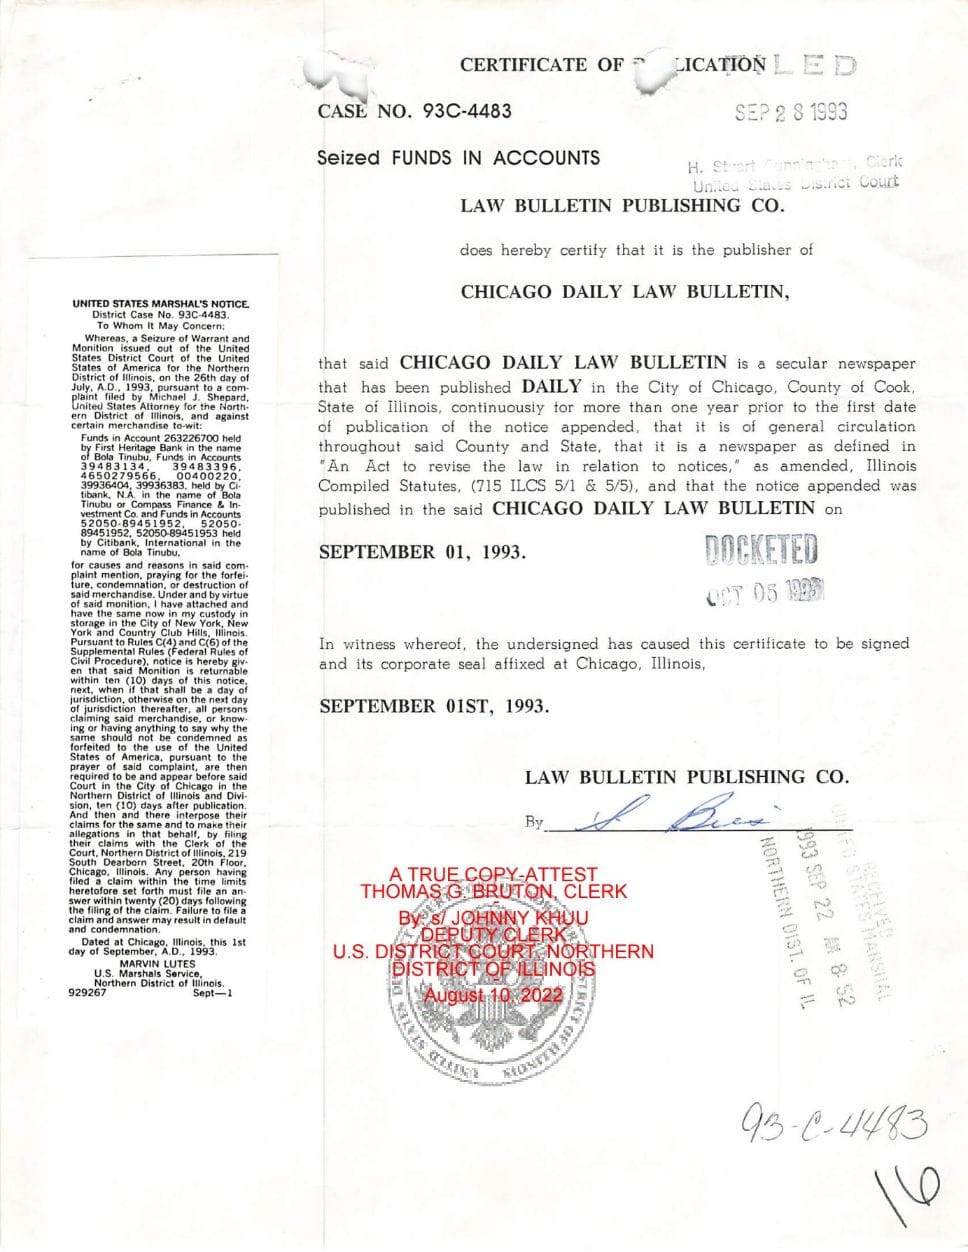 CERTIFICATE OF LICATION
FILED
CASE NO. 93C-4483
SEP 28 1993
Seized FUNDS IN ACCOUNTS
H. Stuart Cunningham, Clerk
United States District Court
LAW BULLETIN PUBLISHING CO.
does hereby certify that it is the publisher of
CHICAGO DAILY LAW BULLETIN,
that said CHICAGO DAILY LAW BULLETIN is a secular newspaper
that has been published DAILY in the City of Chicago, County of Cook,
State of Illinois, continuously for more than one year prior to the first date
of publication of the notice appended, that it is of general circulation
throughout said County and State, that it is a newspaper as defined in
"An Act to revise the law in relation to notices," as amended, Illinois
Compiled Statutes, (715 ILCS 5/1 & 5/5), and that the notice appended was
published in the said CHICAGO DAILY LAW BULLETIN on
SEPTEMBER 01, 1993.
DOCKETED
OCT 05 1993
In witness whereof, the undersigned has caused this certificate to be signed
and its corporate seal affixed at Chicago, Illinois,
SEPTEMBER 01ST, 1993.
LAW BULLETIN PUBLISHING CO.
By
UNITED STATES MARSHAL'S NOTICE.
District Case No. 93C-4483.
To Whom It May Concern:
Whereas, a Seizure of Warrant and
Monition issued out of the United
States District Court of the United
States of America for the Northern
District of Illinois, on the 26th day of
July, A.D., 1993, pursuant to a com-
plaint filed by Michael J. Shepard,
United States Attorney for the North-
ern District of Illinois, and against
certain merchandise to-wit:
Funds in Account 263226700 held
by First Heritage Bank in the name
of Bola Tinubu, Funds in Accounts
39483134, 39483396,
4650279566, 00400220,
39936404, 39936383, held by Ci-
tibank, N.A. in the name of Bola
Tinubu or Compass Finance & In-
vestment Co. and Funds in Accounts
52050-89451952, 52050-
89451952, 52050-89451953 held
by Citibank, International in the
name of Bola Tinubu,
for causes and reasons in said com-
plaint mention, praying for the forfei-
ture, condemnation, or destruction of
said merchandise. Under and by virtue
of said monition, I have attached and
have the same now in my custody in
storage in the City of New York, New
York and Country Club Hills, Illinois.
Pursuant to Rules C(4) and C(6) of the
Supplemental Rules (Federal Rules of
Civil Procedure), notice is hereby giv-
en that said Monition is returnable
within ten (10) days of this notice,
next, when if that shall be a day of
jurisdiction, otherwise on the next day
of jurisdiction thereafter, all persons
claiming said merchandise, or know-
ing or having anything to say why the
same should not be condemned as
forfeited to the use of the United
States of America, pursuant to the
prayer of said complaint, are then
required to be and appear before said
Court in the City of Chicago in the
Northern District of Illinois and Divi-
sion, ten (10) days after publication.
And then and there interpose their
claims for the same and to make their
allegations in that behalf, by filing
their claims with the Clerk of the
Court, Northern District of Illinois, 219
South Dearborn Street, 20th Floor,
Chicago, Illinois. Any person having
filed a claim within the time limits
heretofore set forth must file an an-
swer within twenty (20) days following
the filing of the claim. Failure to file a
claim and answer may result in default
and condemnation.
Dated at Chicago, Illinois, this 1st
day of September, A.D., 1993.
MARVIN LUTES
U.S. Marshals Service,
Northern District of Illinois.
929267 Sept—1
A TRUE COPY-ATTEST
THOMAS G. BRUTON, CLERK
By: s/ JOHNNY KHUU
DEPUTY CLERK
U.S. DISTRICT COURT, NORTHERN
DISTRICT OF ILLINOIS
August 10, 2022
RECEIVED
UNITED STATES MARSHAL
1993 SEP 22 AM 8:52
NORTHERN DIST. OF IL
93-C-4483
16